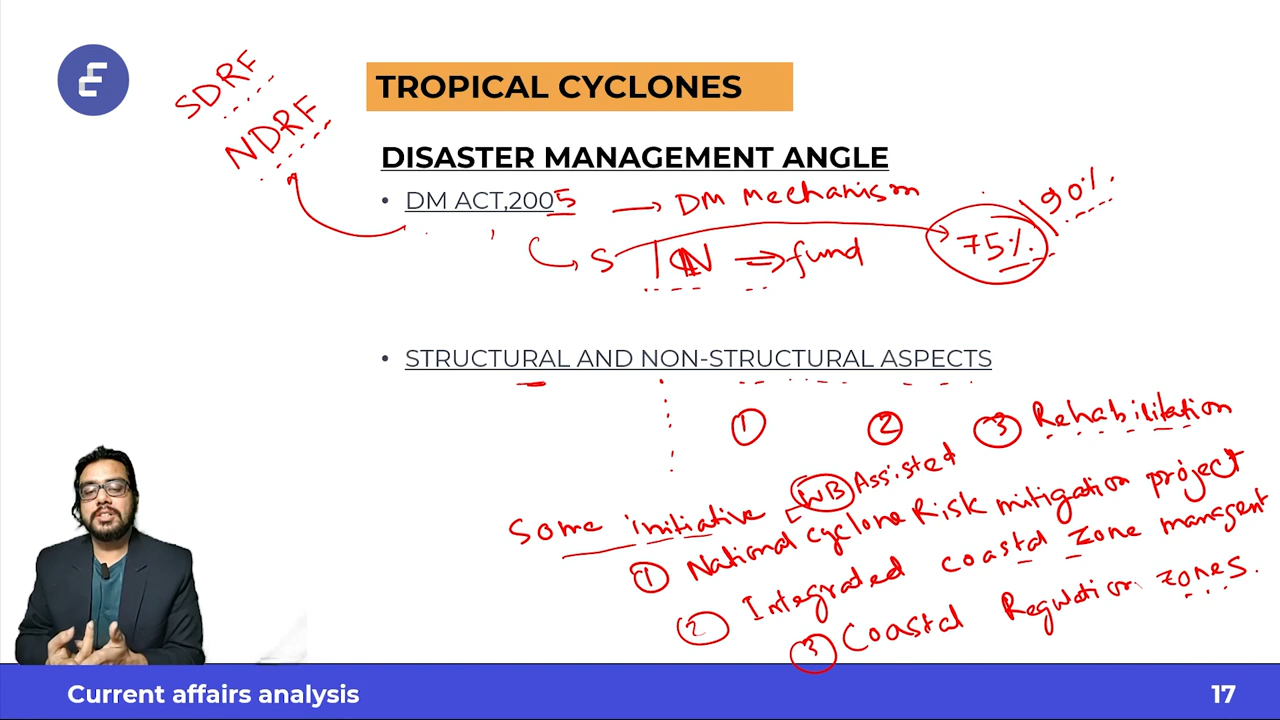 SDRF
NDRF
TROPICAL CYCLONES
DISASTER MANAGEMENT ANGLE
• DM ACT,2005 → DM Mechanism
S / N ⇒ fund 75% / 90%.
• STRUCTURAL AND NON-STRUCTURAL ASPECTS
① ② ③ Rehabilitation
Some initiative WB Assisted
① National Cyclone Risk mitigation project
② Integrated coastal zone managent
③ Coastal Regulation zones.
Current affairs analysis 17